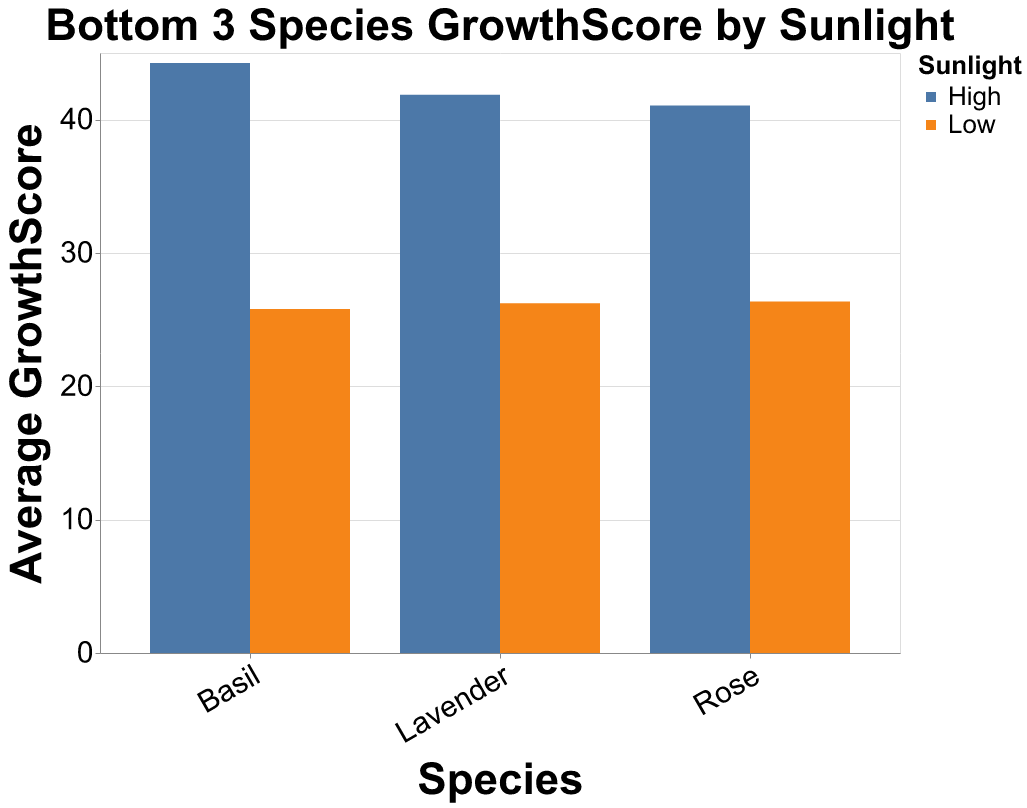 Bottom 3 Species GrowthScore by Sunlight
Sunlight
High
Low
Average GrowthScore
40
30
20
10
0
Basil
Lavender
Rose
Species